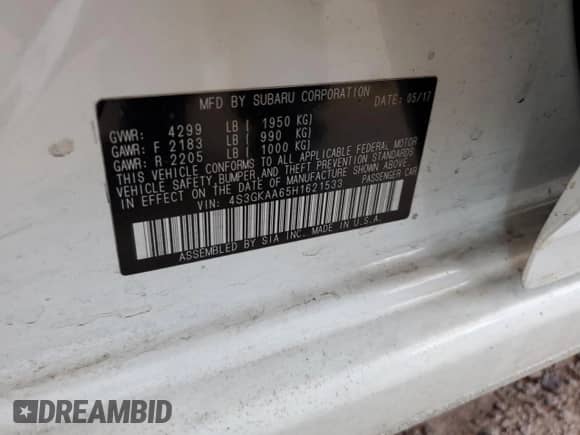 MFD BY SUBARU CORPORATION DATE: 05/17
GVWR: 4299 LB ( 1950 KG)
GAWR: F 2183 LB ( 990 KG)
GAWR: R 2205 LB ( 1000 KG)
THIS VEHICLE CONFORMS TO ALL APPLICABLE FEDERAL MOTOR
VEHICLE SAFETY, BUMPER, AND THEFT PREVENTION STANDARDS
IN EFFECT ON THE DATE OF MANUFACTURE SHOWN ABOVE.
VIN: 4S3GKAA65H1621533 PASSENGER CAR
ASSEMBLED BY SIA INC. MADE IN U.S.A.
DREAMBID